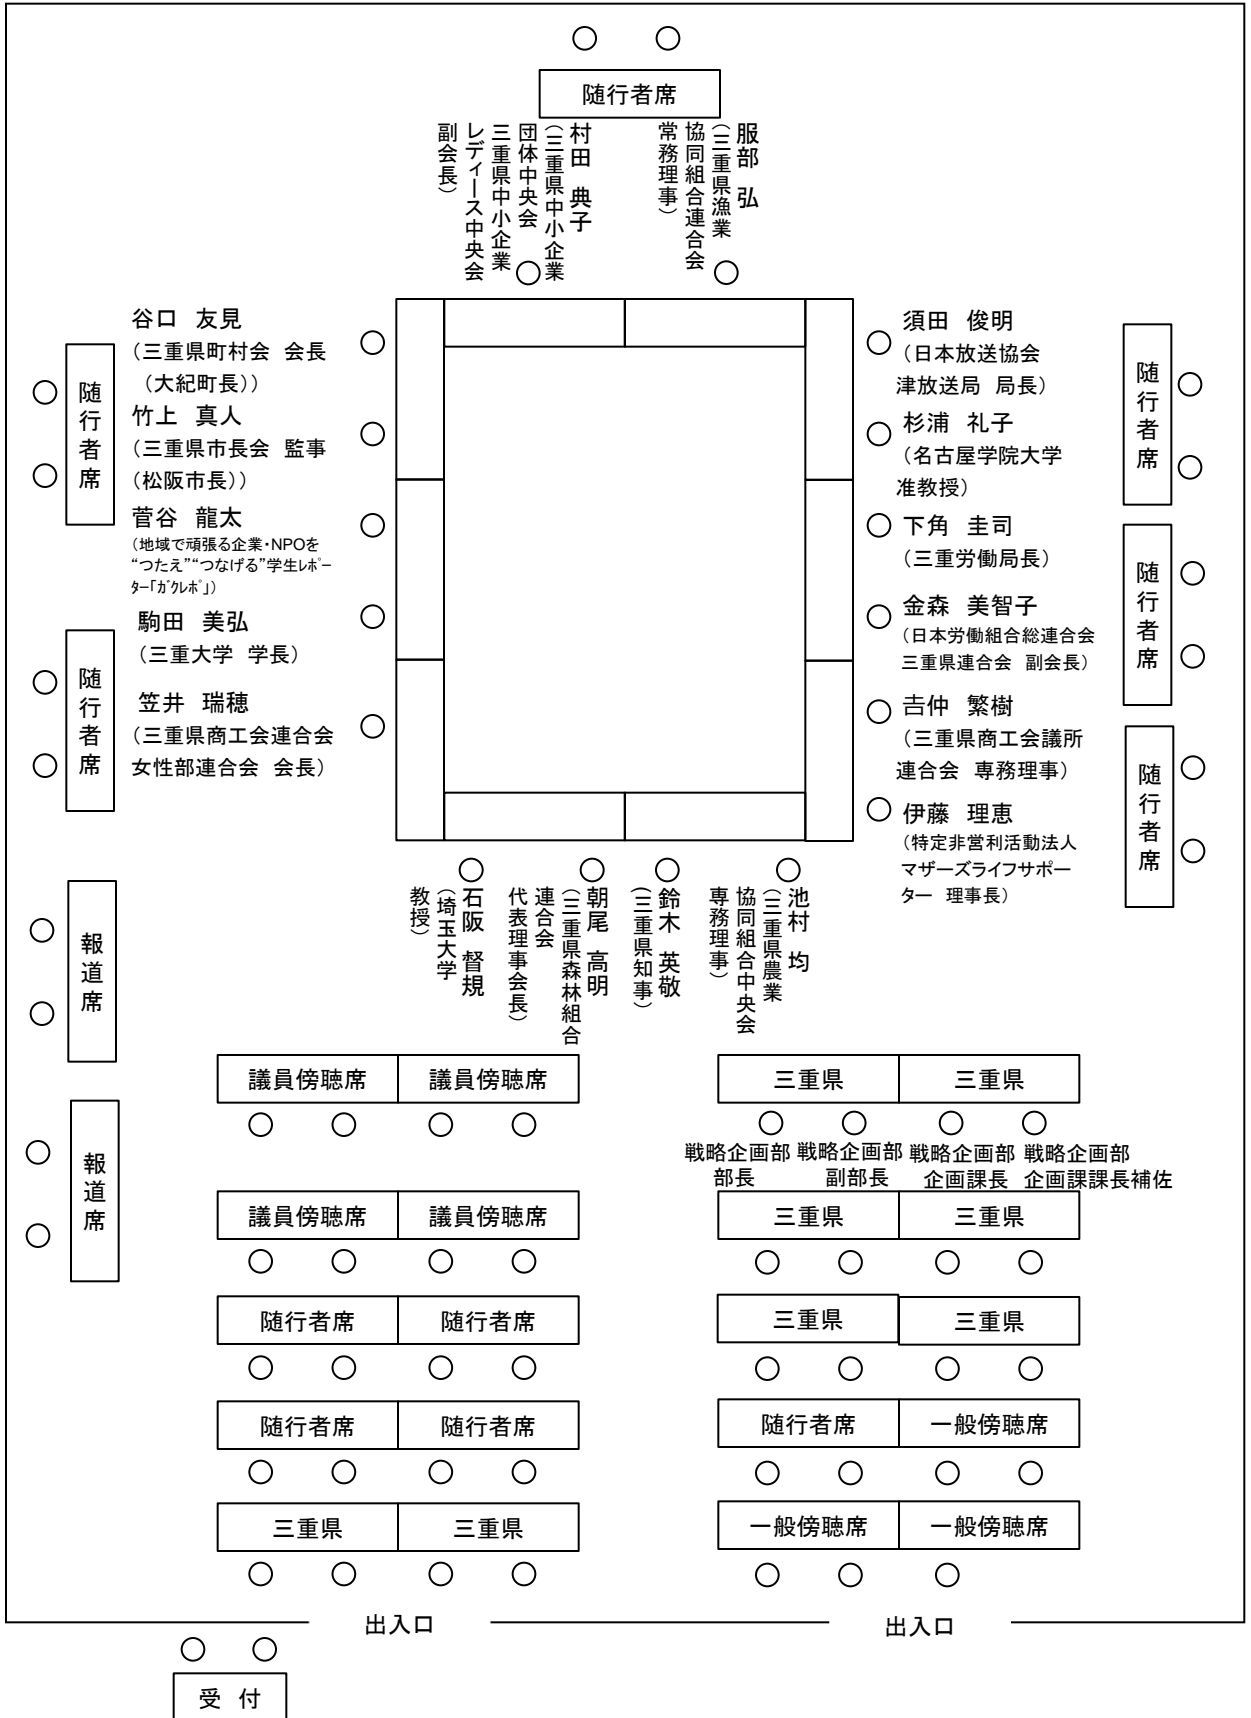 随行者席
服部 弘
（三重県漁業
協同組合連合会
常務理事）
村田 典子
（三重県中小企業
団体中央会
三重県中小企業
レディース中央会
副会長）
谷口 友見
（三重県町村会 会長
（大紀町長））
竹上 真人
（三重県市長会 監事
（松阪市長））
菅谷 龍太
（地域で頑張る企業・NPOを
“つたえ”“つなげる”学生ﾚﾎﾟｰ
ﾀｰ｢ｶﾞｸﾚﾎﾟ｣）
駒田 美弘
（三重大学 学長）
笠井 瑞穂
（三重県商工会連合会
女性部連合会 会長）
随行者席
随行者席
報道席
報道席
須田 俊明
（日本放送協会
津放送局 局長）
杉浦 礼子
（名古屋学院大学
准教授）
下角 圭司
（三重労働局長）
金森 美智子
（日本労働組合総連合会
三重県連合会 副会長）
𠮷仲 繁樹
（三重県商工会議所
連合会 専務理事）
伊藤 理恵
（特定非営利活動法人
マザーズライフサポー
ター 理事長）
随行者席
随行者席
随行者席
池村 均
（三重県農業
協同組合中央会
専務理事）
鈴木 英敬
（三重県知事）
朝尾 高明
（三重県森林組合
連合会
代表理事会長）
石阪 督規
（埼玉大学
教授）
議員傍聴席 議員傍聴席 三重県 三重県
戦略企画部 戦略企画部 戦略企画部 戦略企画部
部長 副部長 企画課長 企画課課長補佐
議員傍聴席 議員傍聴席 三重県 三重県
随行者席 随行者席 三重県 三重県
随行者席 随行者席 随行者席 一般傍聴席
三重県 三重県 一般傍聴席 一般傍聴席
出入口 出入口
受 付